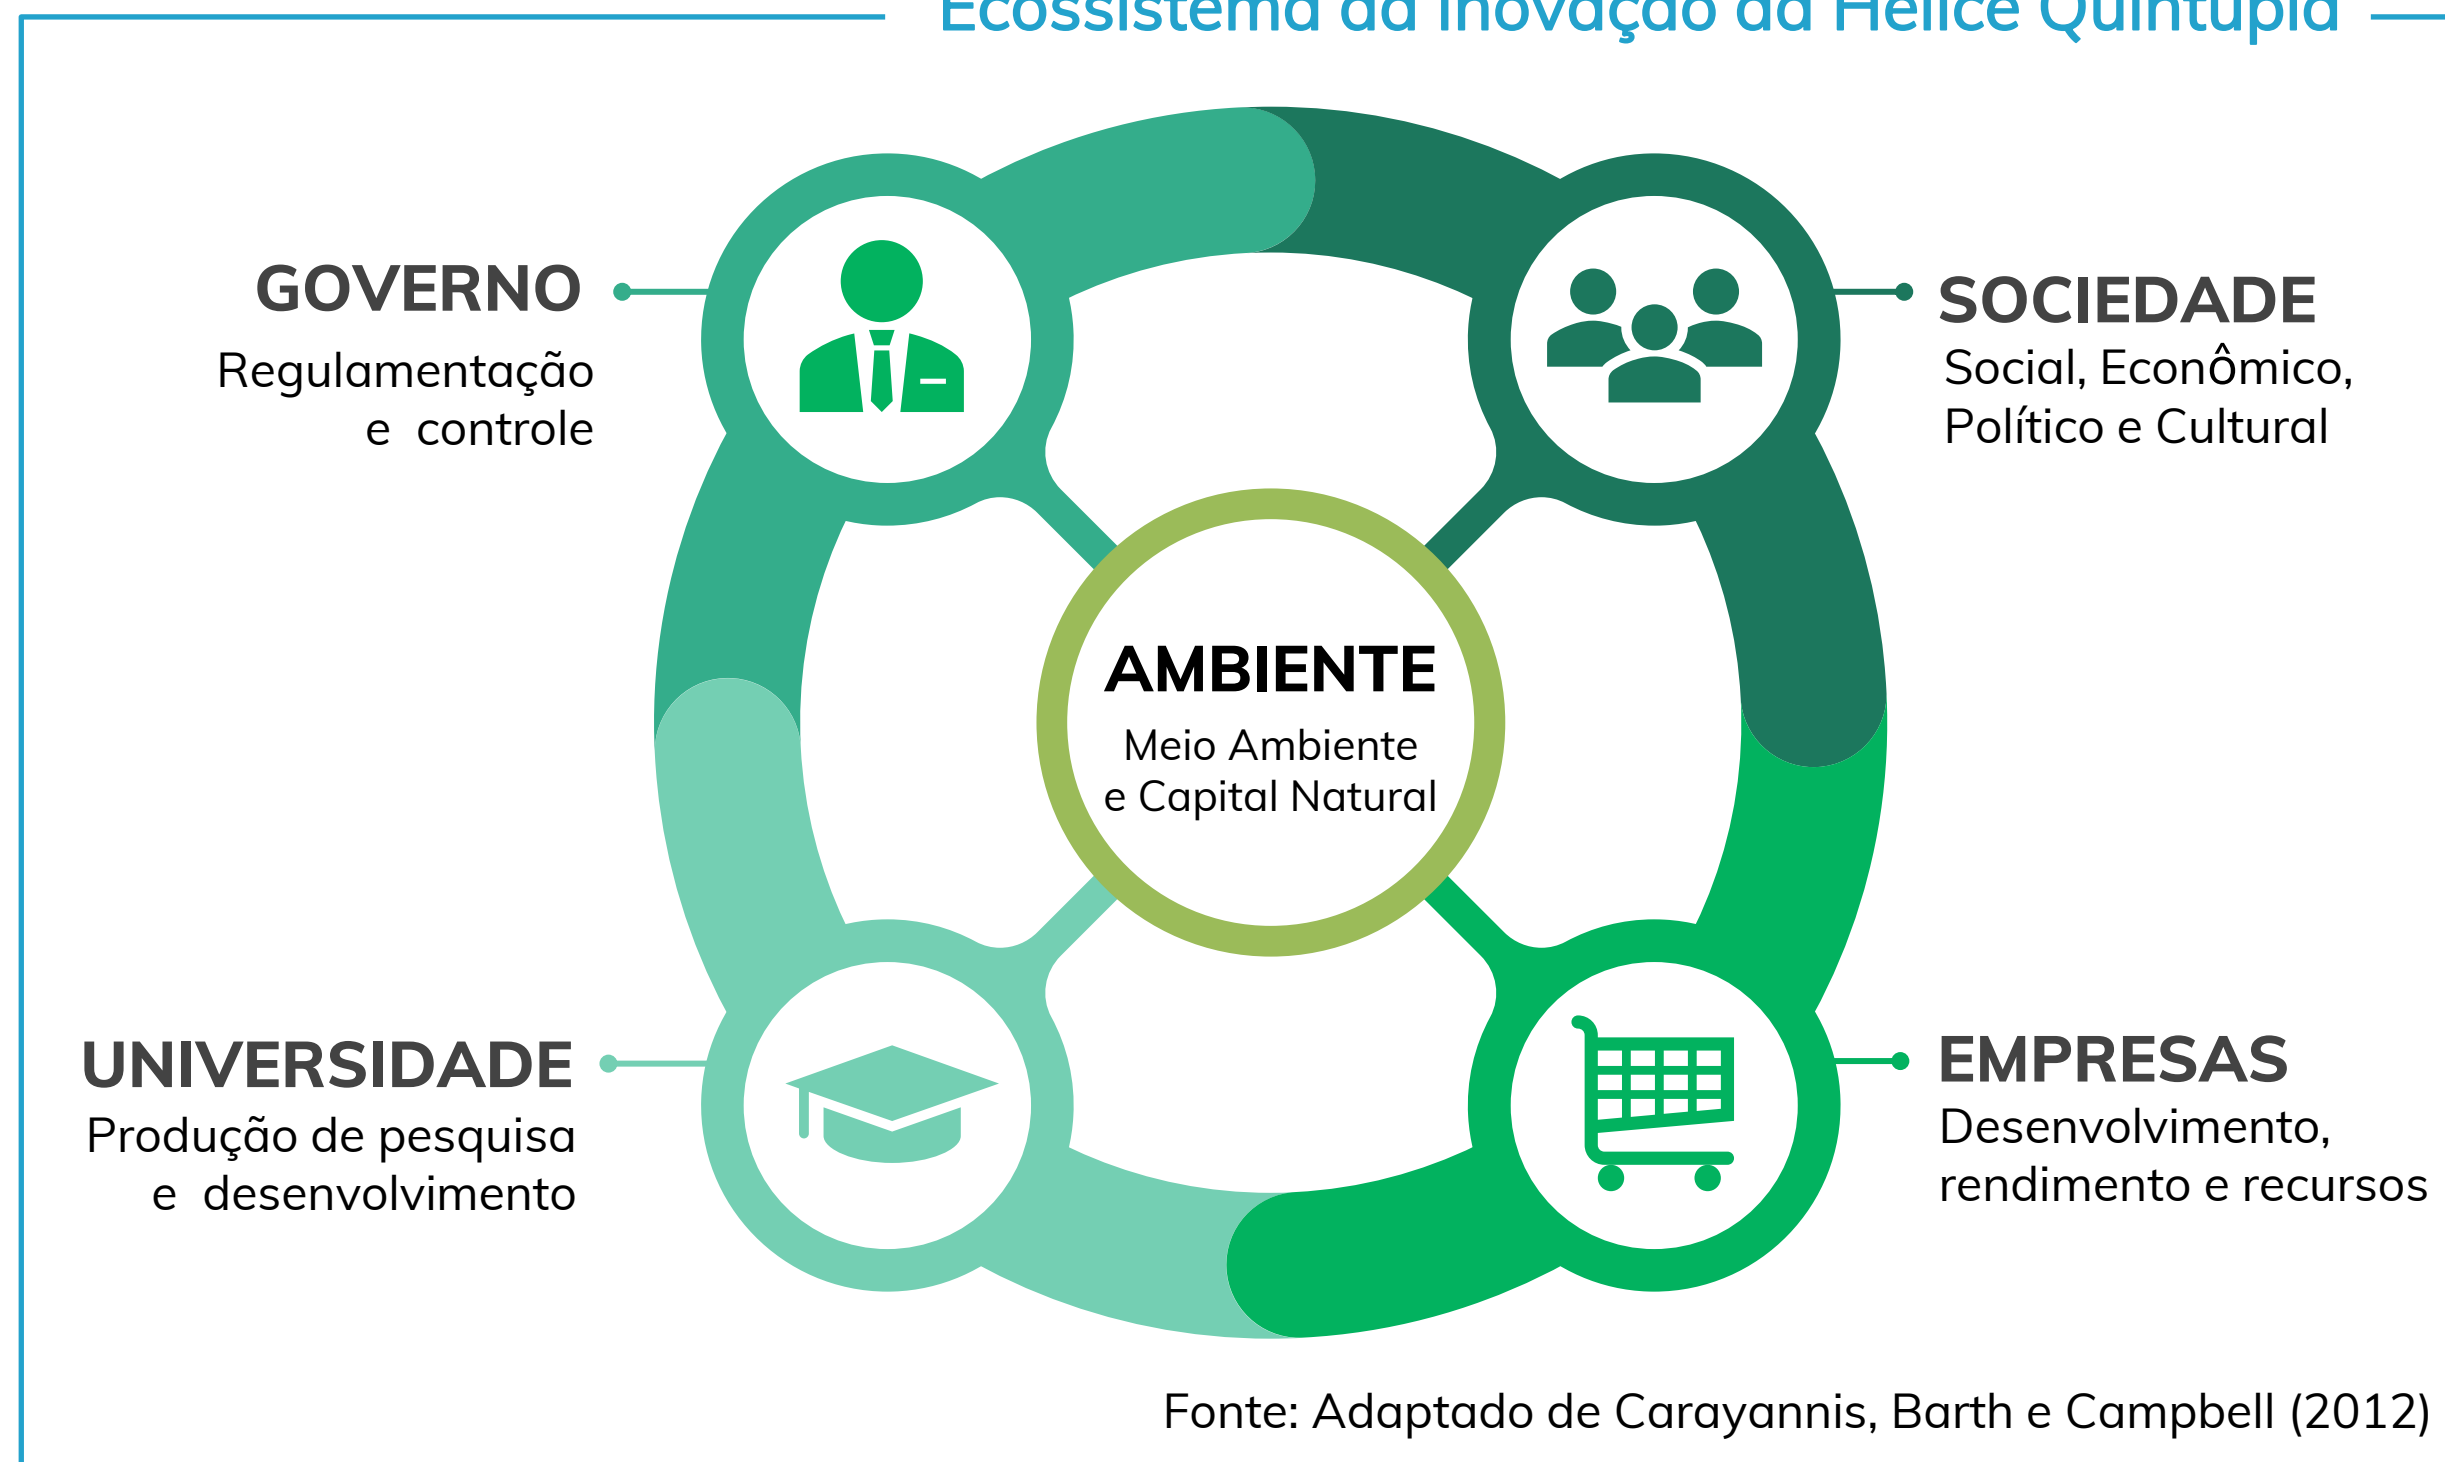 Ecossistema da Inovação da Hélice Quíntupla
GOVERNO
Regulamentação
e controle
SOCIEDADE
Social, Econômico,
Político e Cultural
AMBIENTE
Meio Ambiente
e Capital Natural
UNIVERSIDADE
Produção de pesquisa
e desenvolvimento
EMPRESAS
Desenvolvimento,
rendimento e recursos
Fonte: Adaptado de Carayannis, Barth e Campbell (2012)